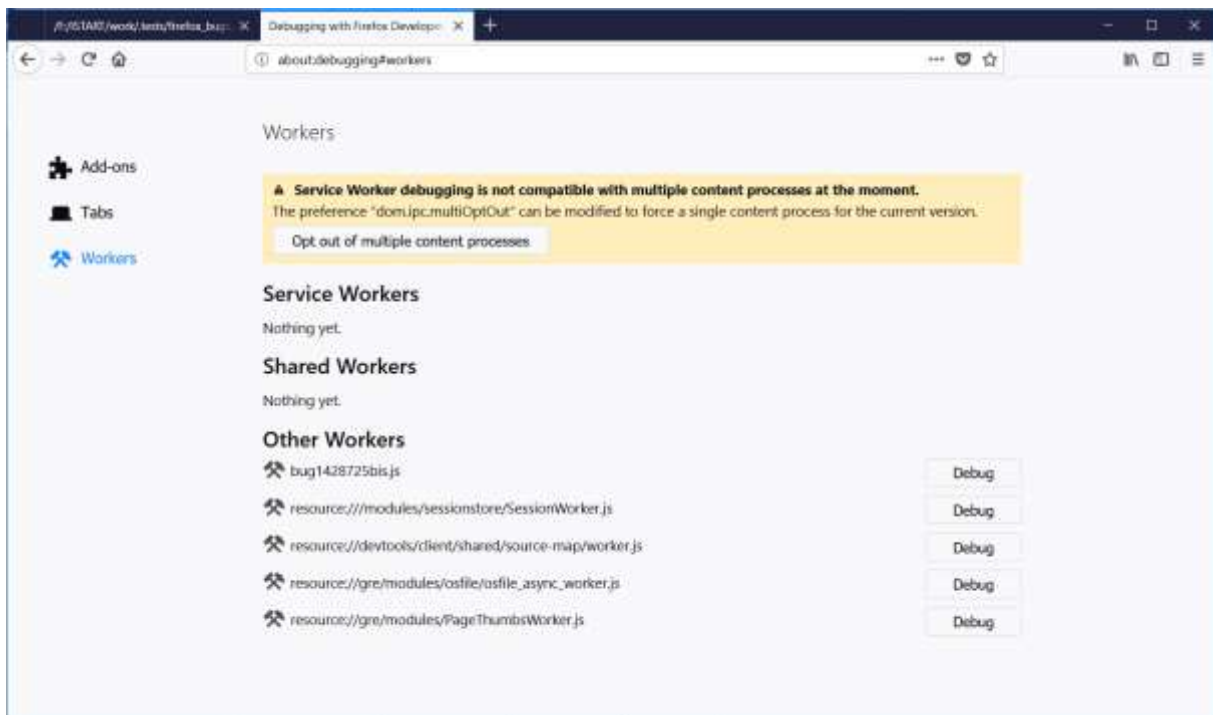 Debugging with Firefox Develope
about:debugging#workers
Workers
Add-ons
Tabs
Workers
Service Worker debugging is not compatible with multiple content processes at the moment.
The preference "dom.ipc.multiOptOut" can be modified to force a single content process for the current version.
Opt out of multiple content processes
Service Workers
Nothing yet.
Shared Workers
Nothing yet.
Other Workers
bug1428725bis.js Debug
resource:///modules/sessionstore/SessionWorker.js Debug
resource://devtools/client/shared/source-map/worker.js Debug
resource://gre/modules/osfile/osfile_async_worker.js Debug
resource://gre/modules/PageThumbsWorker.js Debug